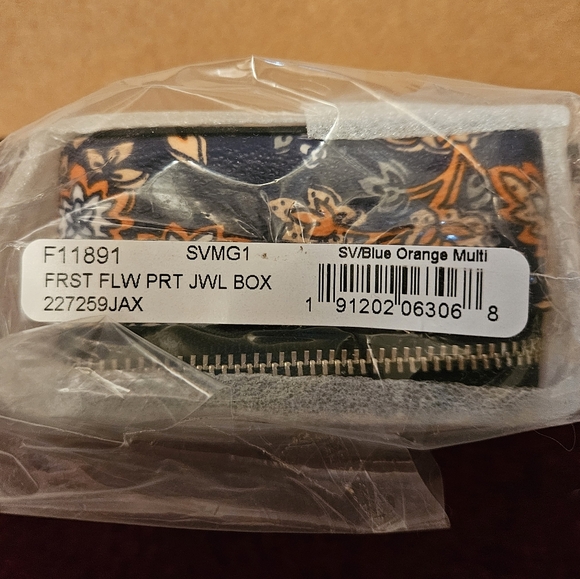 F11891 SVMG1 SV/Blue Orange Multi
FRST FLW PRT JWL BOX
227259JAX
1 91202 06306 8